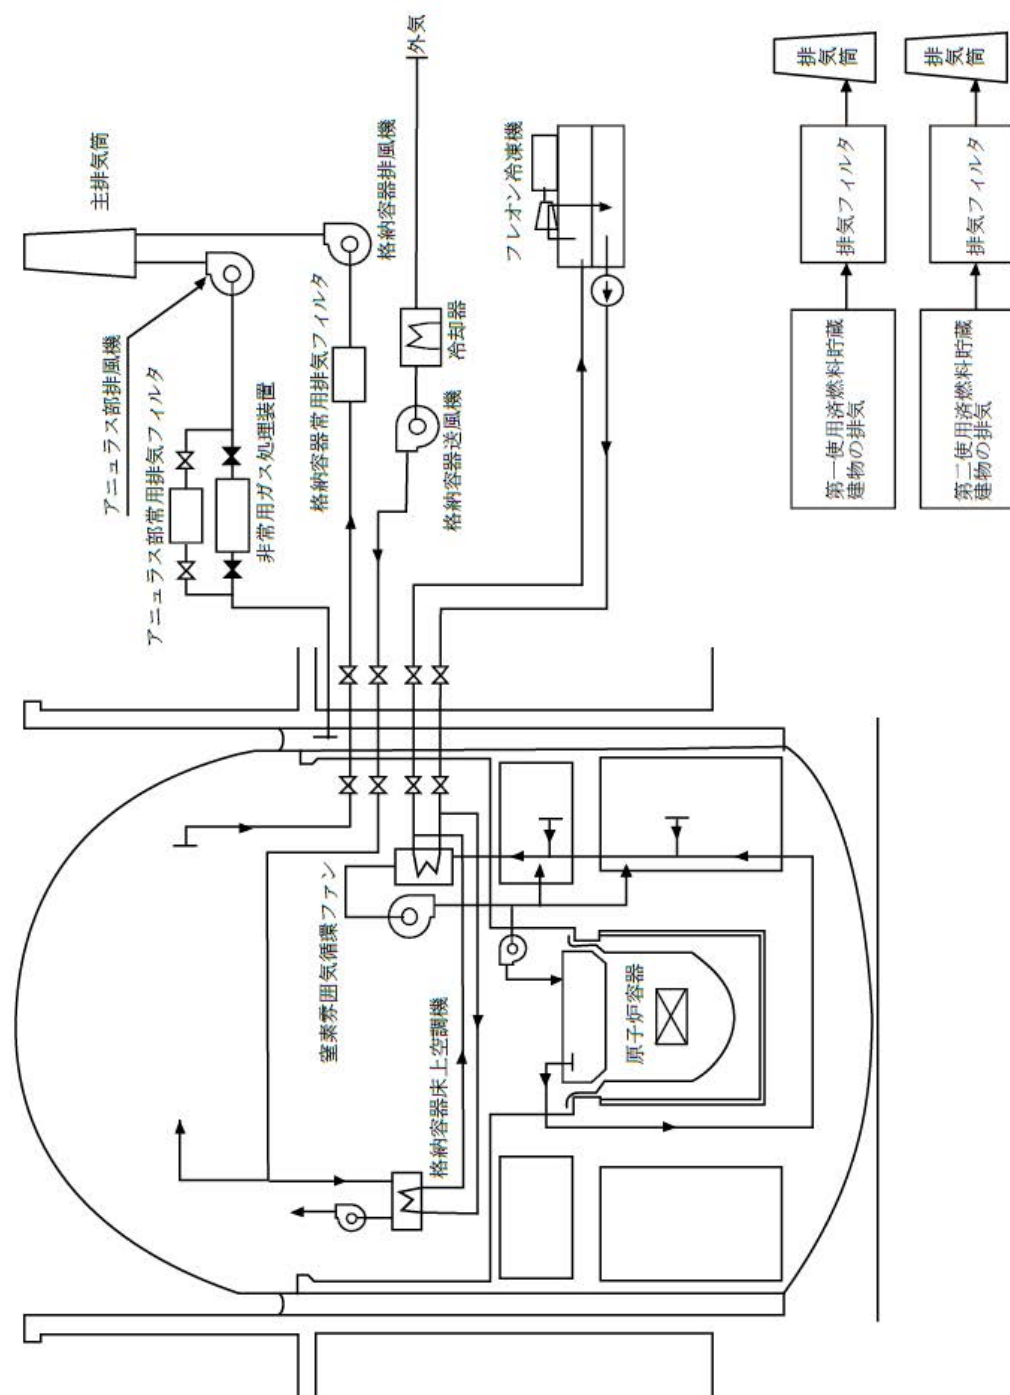 主排気筒
アニュラス部排風機
アニュラス部常用排気フィルタ
非常用ガス処理装置
格納容器排風機
格納容器常用排気フィルタ
外気
冷却器
格納容器送風機
フレオン冷凍機
窒素雰囲気循環ファン
格納容器床上空調機
原子炉容器
排気筒
排気フィルタ
第一使用済燃料貯蔵
建物の排気
排気筒
排気フィルタ
第二使用済燃料貯蔵
建物の排気